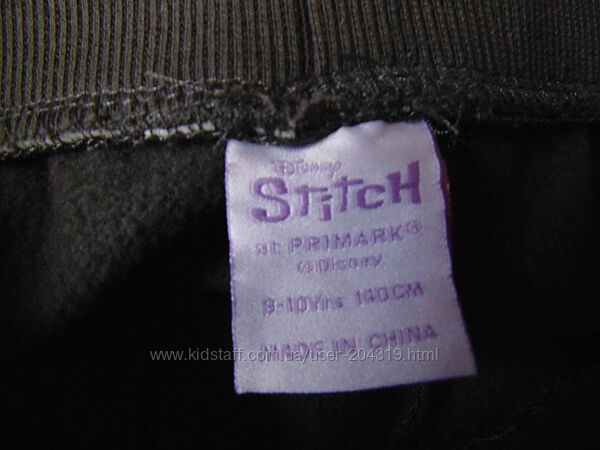 Disney
STitCH
at PRIMARK®
©Disney
9-10Yrs 140CM
MADE IN CHINA
www.kidstaff.com.ua/user-204319.html